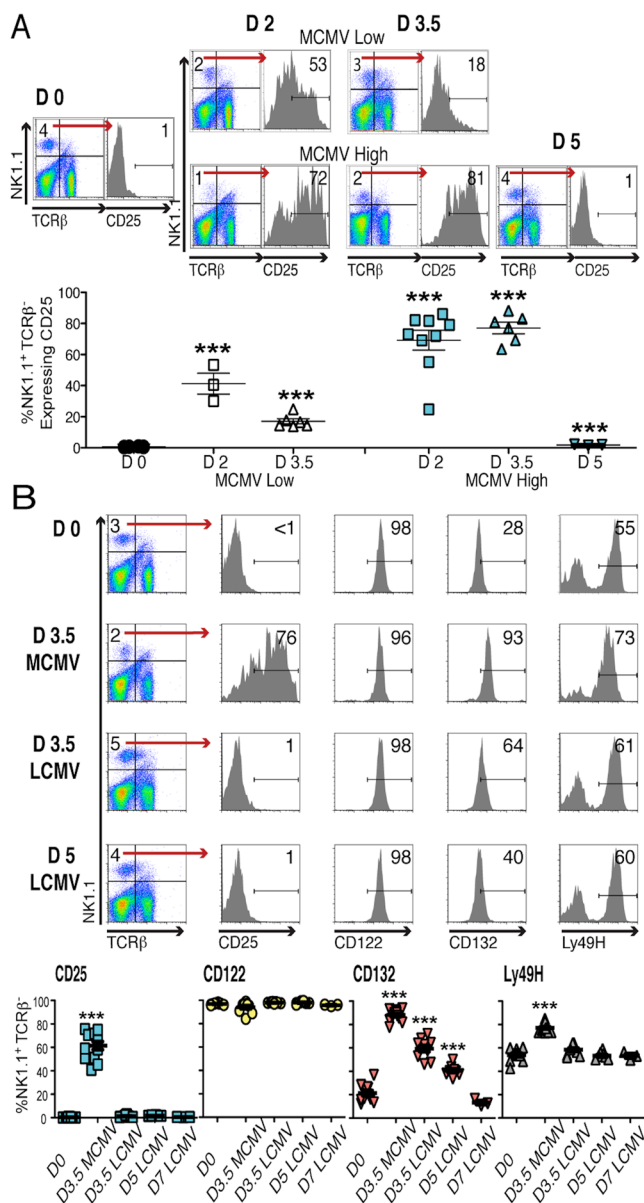 A
D 2
D 3.5
MCMV Low
2
53
3
18
D 0
4
1
NK1.1
NK1.1
MCMV High
D 5
1
72
2
81
4
1
TCRβ
CD25
TCRβ
CD25
TCRβ
CD25
TCRβ
CD25
%NK1.1+ TCRβ-
Expressing CD25
100
80
60
40
20
0
***
***
***
***
***
D 0
D 2
D 3.5
D 2
D 3.5
D 5
MCMV Low
MCMV High
B
D 0
3
<1
98
28
55
D 3.5
MCMV
2
76
96
93
73
D 3.5
LCMV
5
1
98
64
61
D 5
LCMV
4
1
98
40
60
NK1.1
TCRβ
CD25
CD122
CD132
Ly49H
CD25
CD122
CD132
Ly49H
%NK1.1+ TCRβ-
100
80
60
40
20
0
***
***
***
***
***
D0
D3.5 MCMV
D3.5 LCMV
D5 LCMV
D7 LCMV
D0
D3.5 MCMV
D3.5 LCMV
D5 LCMV
D7 LCMV
D0
D3.5 MCMV
D3.5 LCMV
D5 LCMV
D7 LCMV
D0
D3.5 MCMV
D3.5 LCMV
D5 LCMV
D7 LCMV